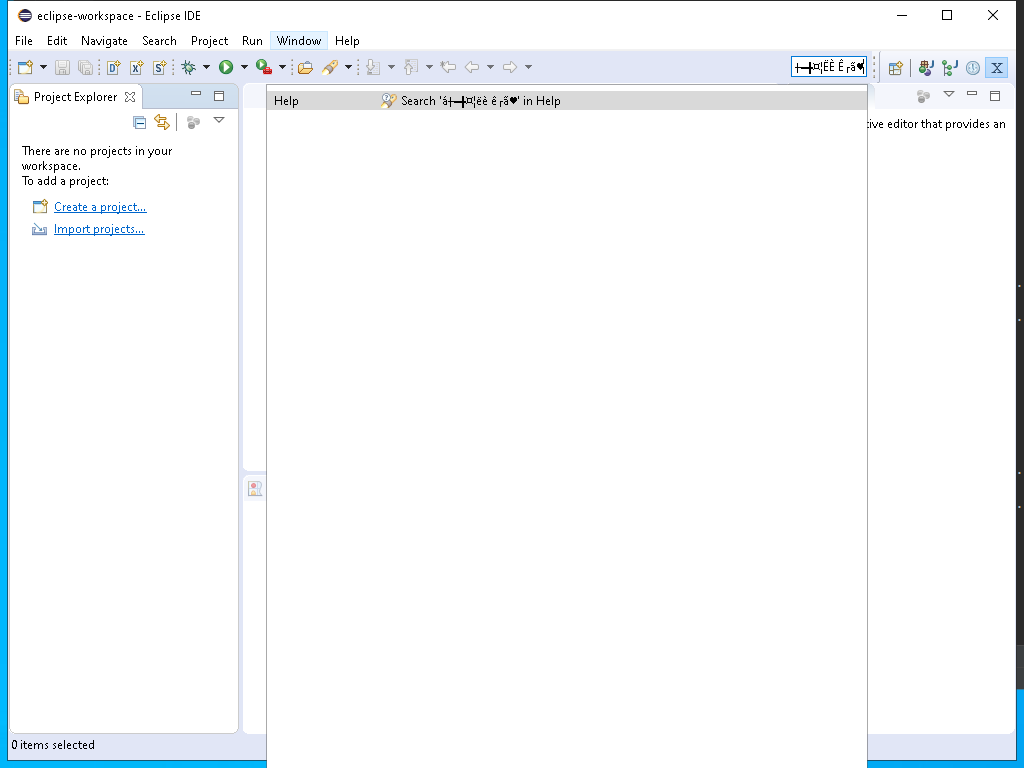 eclipse-workspace - Eclipse IDE
File Edit Navigate Search Project Run Window Help
Project Explorer
Help Search 'á┼━╋¤¦ëè ê┌ã♥' in Help
tive editor that provides an
There are no projects in your
workspace.
To add a project:
Create a project...
Import projects...
0 items selected